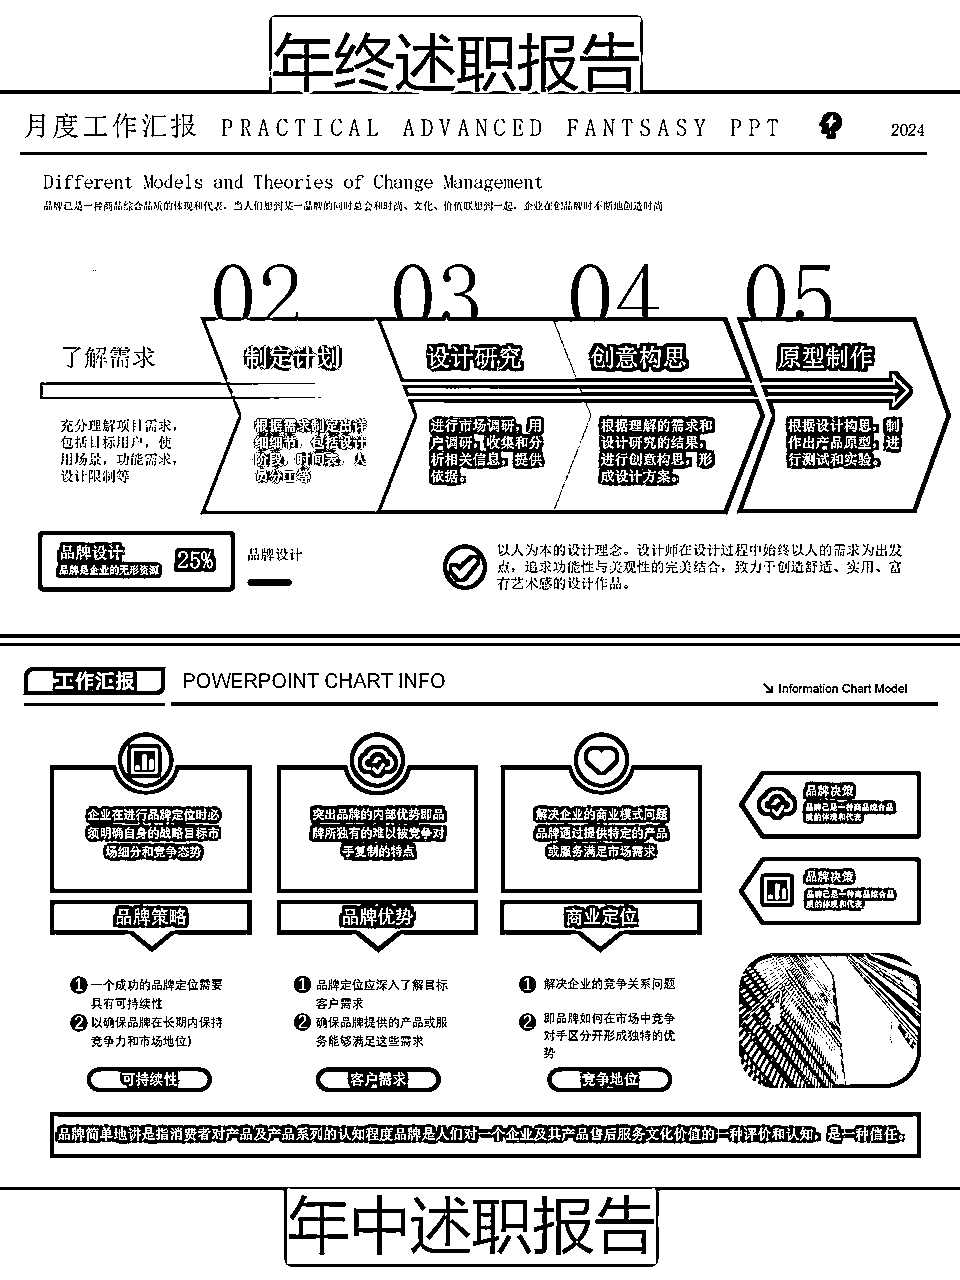 年终述职报告
月度工作汇报 PRACTICAL ADVANCED FANTSASY PPT 2024
Different Models and Theories of Change Management
品牌已是一种商品综合品质的体现和代表，当人们想到某一品牌的同时总会和时尚、文化、价值联想到一起，企业在创品牌时不断地创造时尚
02 03 04 05
了解需求
充分理解项目需求，
包括目标用户，使
用场景，功能需求，
设计限制等
制定计划
根据需求制定出详
细细节，包括设计
阶段，时间表，人
员分工等
设计研究
进行市场调研，用
户调研，收集和分
析相关信息，提供
依据。
创意构思
根据理解的需求和
设计研究的结果，
进行创意构思，形
成设计方案。
原型制作
根据设计构思，制
作出产品原型，进
行测试和实验。
品牌设计
品牌是企业的无形资源
25%
品牌设计
以人为本的设计理念。设计师在设计过程中始终以人的需求为出发
点，追求功能性与美观性的完美结合，致力于创造舒适、实用、富
有艺术感的设计作品。
工作汇报 POWERPOINT CHART INFO
Information Chart Model
企业在进行品牌定位时必
须明确自身的战略目标市
场细分和竞争态势
品牌策略
1 一个成功的品牌定位需要
具有可持续性
2 以确保品牌在长期内保持
竞争力和市场地位）
可持续性
突出品牌的内部优势即品
牌所独有的难以被竞争对
手复制的特点
品牌优势
1 品牌定位应深入了解目标
客户需求
2 确保品牌提供的产品或服
务能够满足这些需求
客户需求
解决企业的商业模式问题
品牌通过提供特定的产品
或服务满足市场需求
商业定位
1 解决企业的竞争关系问题
2 即品牌如何在市场中竞争
对手区分开形成独特的优
势
竞争地位
品牌决策
品牌已是一种商品综合品
质的体现和代表
品牌决策
品牌已是一种商品综合品
质的体现和代表
品牌简单地讲是指消费者对产品及产品系列的认知程度品牌是人们对一个企业及其产品售后服务文化价值的一种评价和认知，是一种信任。
年中述职报告